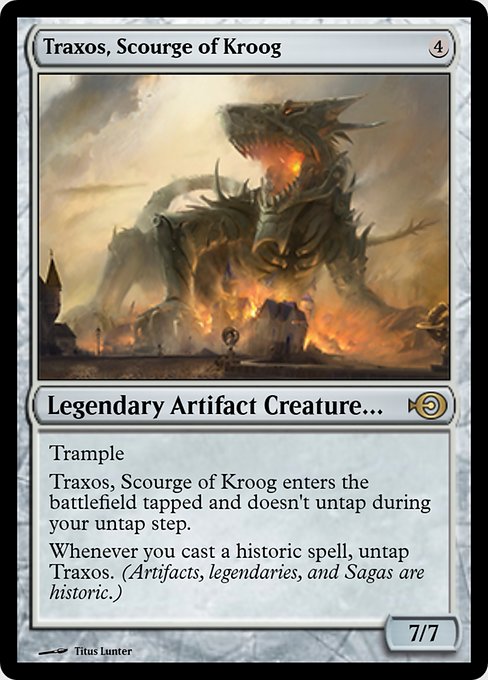 Traxos, Scourge of Kroog
4
Legendary Artifact Creature...
Trample
Traxos, Scourge of Kroog enters the
battlefield tapped and doesn't untap during
your untap step.
Whenever you cast a historic spell, untap
Traxos. (Artifacts, legendaries, and Sagas are
historic.)
7/7
Titus Lunter